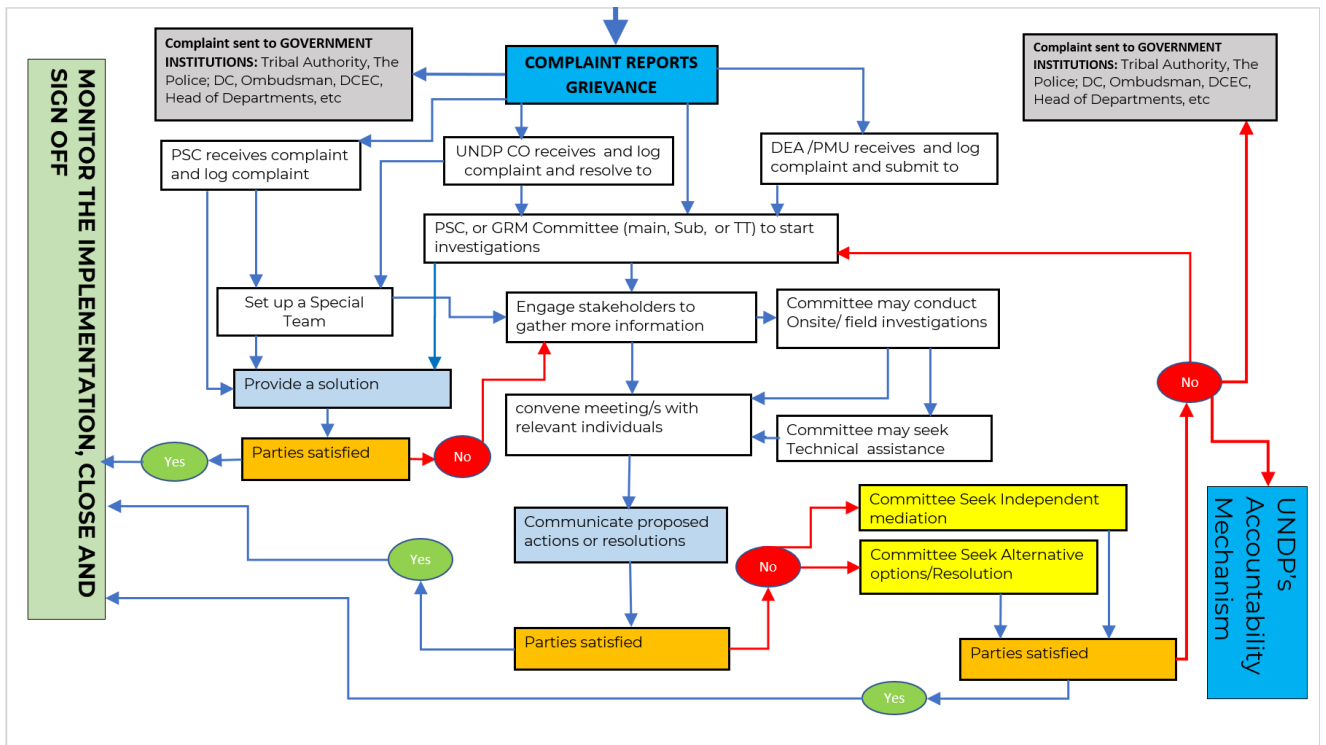 Complaint sent to GOVERNMENT
INSTITUTIONS: Tribal Authority, The
Police; DC, Ombudsman, DCEC,
Head of Departments, etc
COMPLAINT REPORTS
GRIEVANCE
Complaint sent to GOVERNMENT
INSTITUTIONS: Tribal Authority, The
Police; DC, Ombudsman, DCEC,
Head of Departments, etc
MONITOR THE IMPLEMENTATION, CLOSE AND
SIGN OFF
PSC receives complaint
and log complaint
UNDP CO receives and log
complaint and resolve to
DEA /PMU receives and log
complaint and submit to
PSC, or GRM Committee (main, Sub, or TT) to start
investigations
Set up a Special
Team
Engage stakeholders to
gather more information
Committee may conduct
Onsite/ field investigations
Provide a solution
convene meeting/s with
relevant individuals
Committee may seek
Technical assistance
No
Yes
Parties satisfied
No
UNDP's
Accountability
Mechanism
Communicate proposed
actions or resolutions
Committee Seek Independent
mediation
Yes
No
Committee Seek Alternative
options/Resolution
Parties satisfied
Parties satisfied
Yes